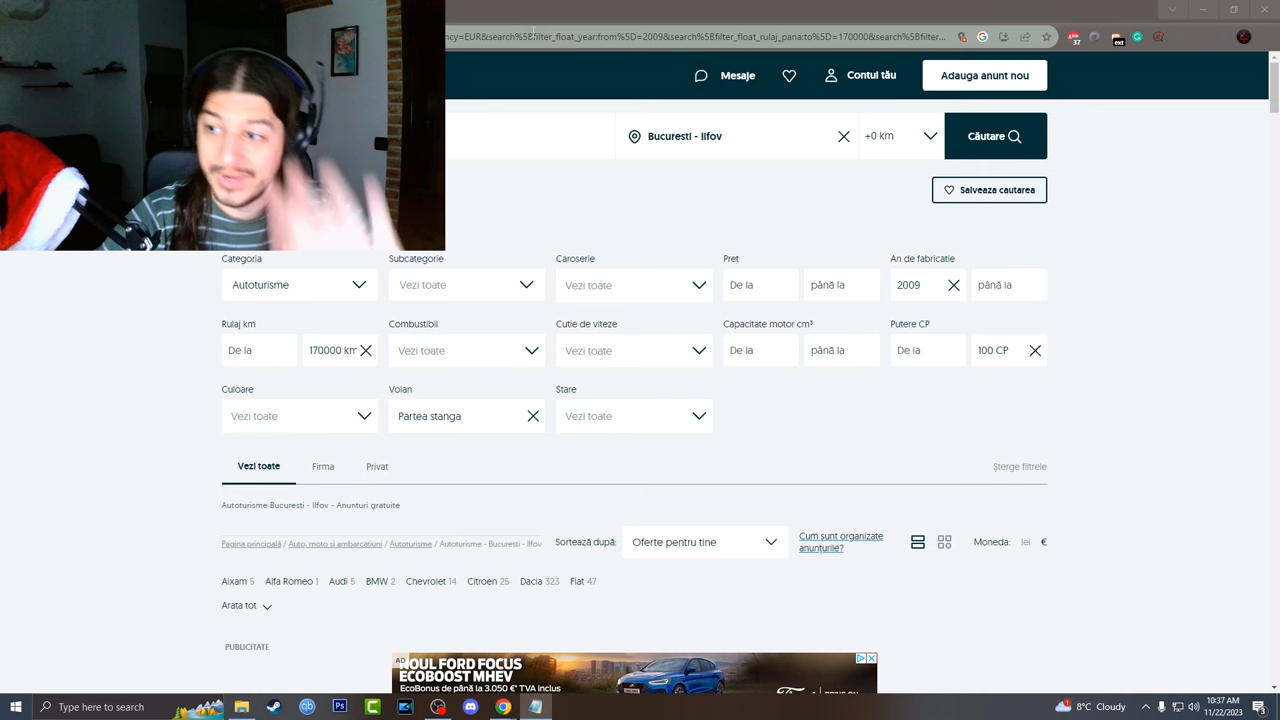 ncy=EUR&search%5Bfilter_float_year:from%5D=2009&search%5Bfilter_float_rulaj_pana:to%5D=170000&search%5Bfilter...
37
ext
Mesaje
Contul tău
Adauga anunt nou
Bucuresti - Ilfov
+0 km
Căutare
Salveaza cautarea
Categoria
Subcategorie
Caroserie
Pret
An de fabricatie
Autoturisme
Vezi toate
Vezi toate
De la
până la
2009
până la
Rulaj km
Combustibil
Cutie de viteze
Capacitate motor cm³
Putere CP
De la
170000 km
Vezi toate
Vezi toate
De la
până la
De la
100 CP
Culoare
Volan
Stare
Vezi toate
Partea stanga
Vezi toate
Vezi toate
Firma
Privat
Şterge filtrele
Autoturisme Bucuresti - Ilfov - Anunturi gratuite
Pagina principală / Auto, moto si ambarcatiuni / Autoturisme / Autoturisme - Bucuresti - Ilfov
Sortează după:
Oferte pentru tine
Cum sunt organizate
anunțurile?
Moneda:
lei
€
Aixam 5 Alfa Romeo 1 Audi 5 BMW 2 Chevrolet 14 Citroen 25 Dacia 323 Fiat 47
Arata tot
PUBLICITATE
AD
NOUL FORD FOCUS
ECOBOOST MHEV
EcoBonus de până la 3.050 €* TVA inclus
Type here to search
Ps
8°C Cloudy
10:37 AM
11/22/2023